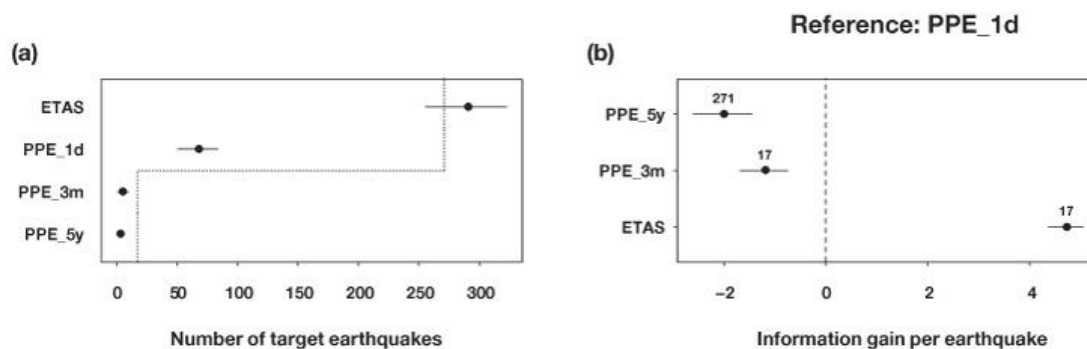 Reference: PPE_1d
(a)
(b)
ETAS
PPE_1d
PPE_3m
PPE_5y
0 50 100 150 200 250 300
Number of target earthquakes
PPE_5y
PPE_3m
ETAS
271
17
17
−2 0 2 4
Information gain per earthquake